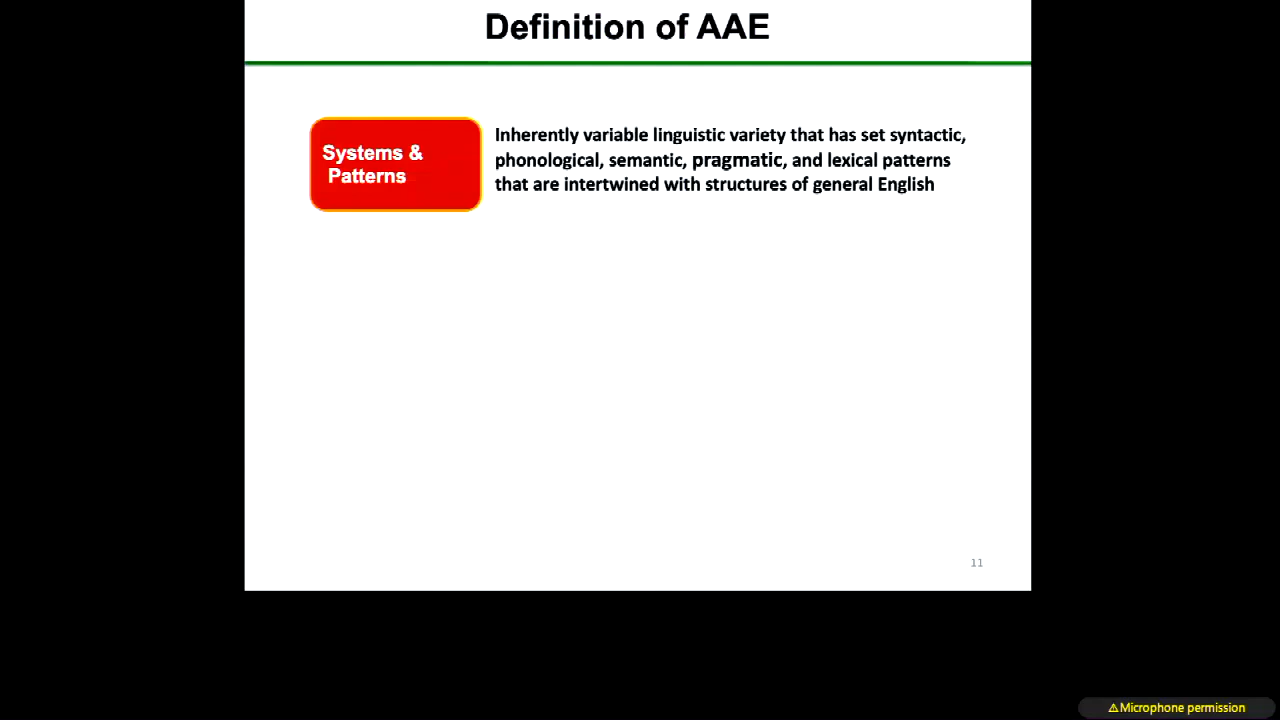 Definition of AAE
Systems &
Patterns
Inherently variable linguistic variety that has set syntactic,
phonological, semantic, pragmatic, and lexical patterns
that are intertwined with structures of general English
11
⚠Microphone permission